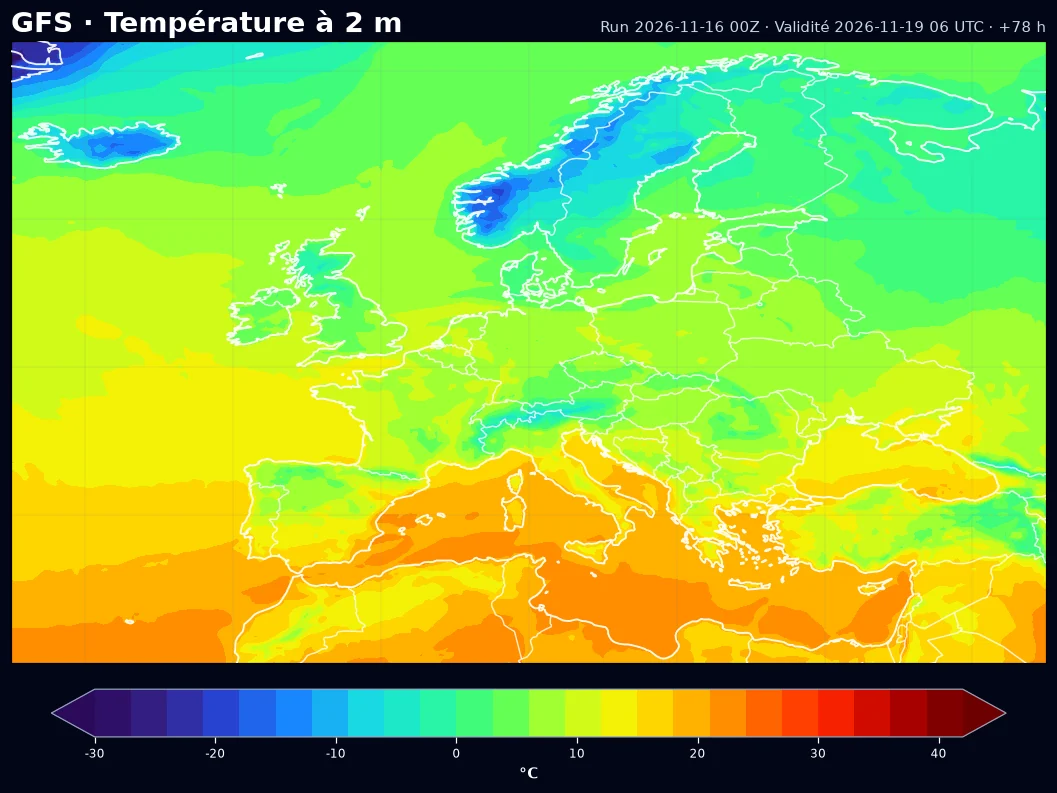 GFS · Température à 2 m
Run 2026-11-16 00Z · Validité 2026-11-19 06 UTC · +78 h
-30 -20 -10 0 10 20 30 40
°C